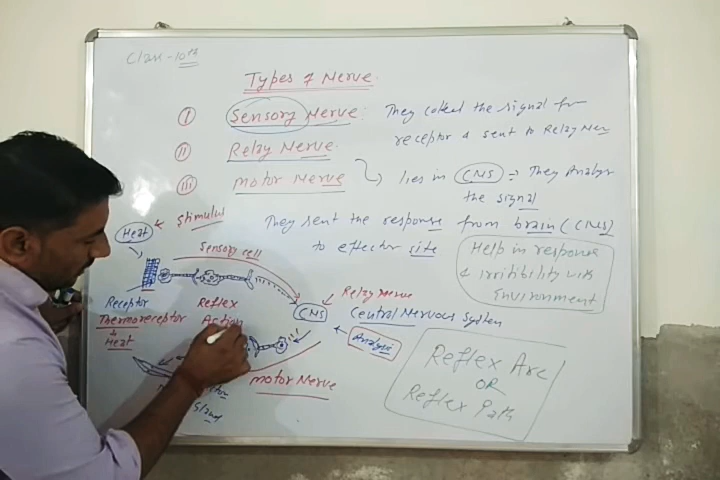 Class-10th
Types of Nerve
I Sensory Nerve: They collect the signal from
receptor & sent to Relay Ner
II Relay Nerve
III motor Nerve
lies in CNS :- They Analyse
the signal
They sent the response from brain (CNS)
to effector site
Help in response
& irritibility with
Environment
stimulus
Heat
Sensory cell
Receptor
Thermoreceptor
Heat
Reflex
Action
Relay nerve
CNS
Central Nervous System
Analysis
motor Nerve
Gland
Reflex Arc
OR
Reflex Path